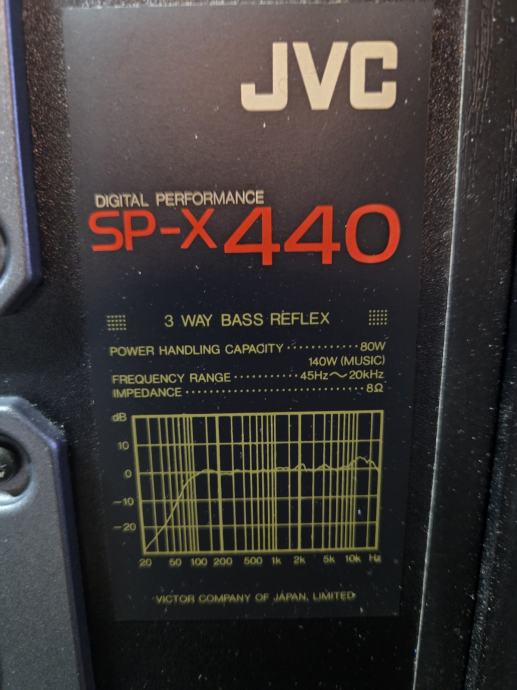 JVC
DIGITAL PERFORMANCE
SP-X440
3 WAY BASS REFLEX
POWER HANDLING CAPACITY ············ 80W
140W (MUSIC)
FREQUENCY RANGE ·········· 45Hz～20kHz
IMPEDANCE ······························ 8Ω
dB
10
0
-10
-20
20 50 100 200 500 1k 2k 5k 10k Hz
VICTOR COMPANY OF JAPAN, LIMITED